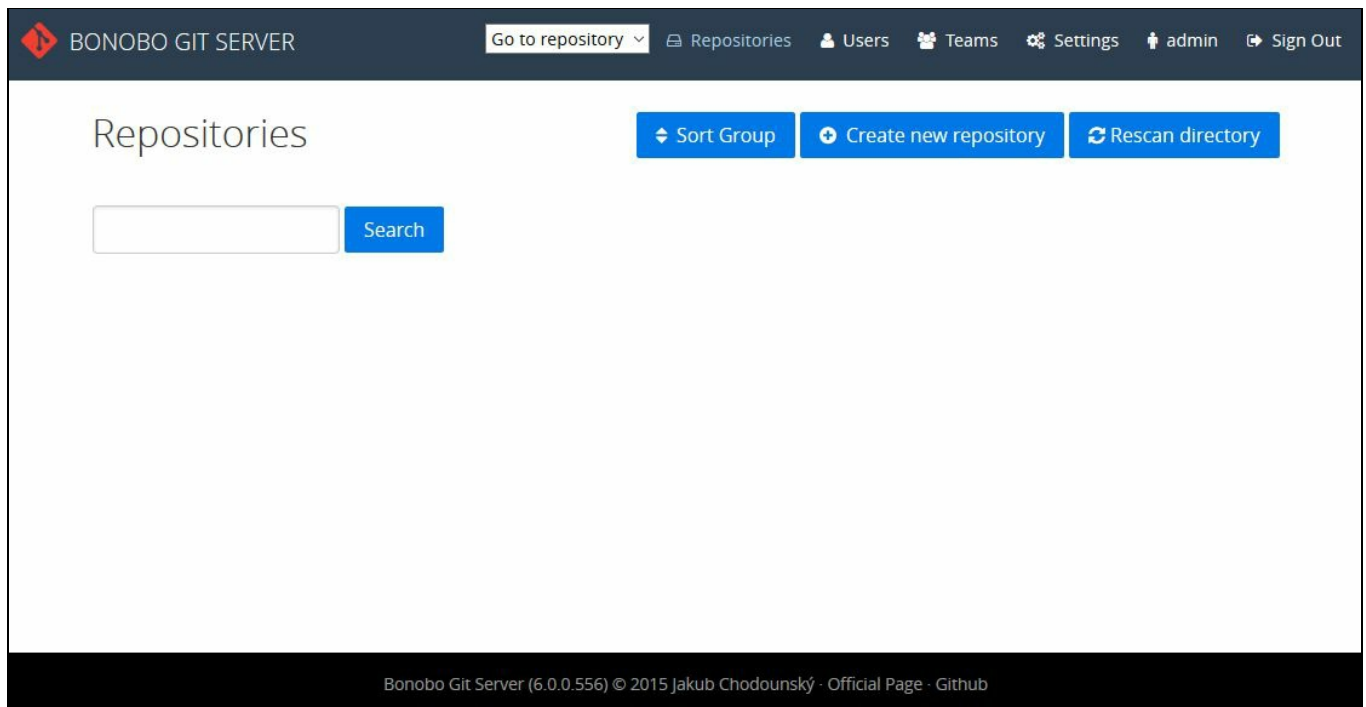 BONOBO GIT SERVER Go to repository Repositories Users Teams Settings admin Sign Out
Repositories Sort Group Create new repository Rescan directory
Search
Bonobo Git Server (6.0.0.556) © 2015 Jakub Chodounský · Official Page · Github